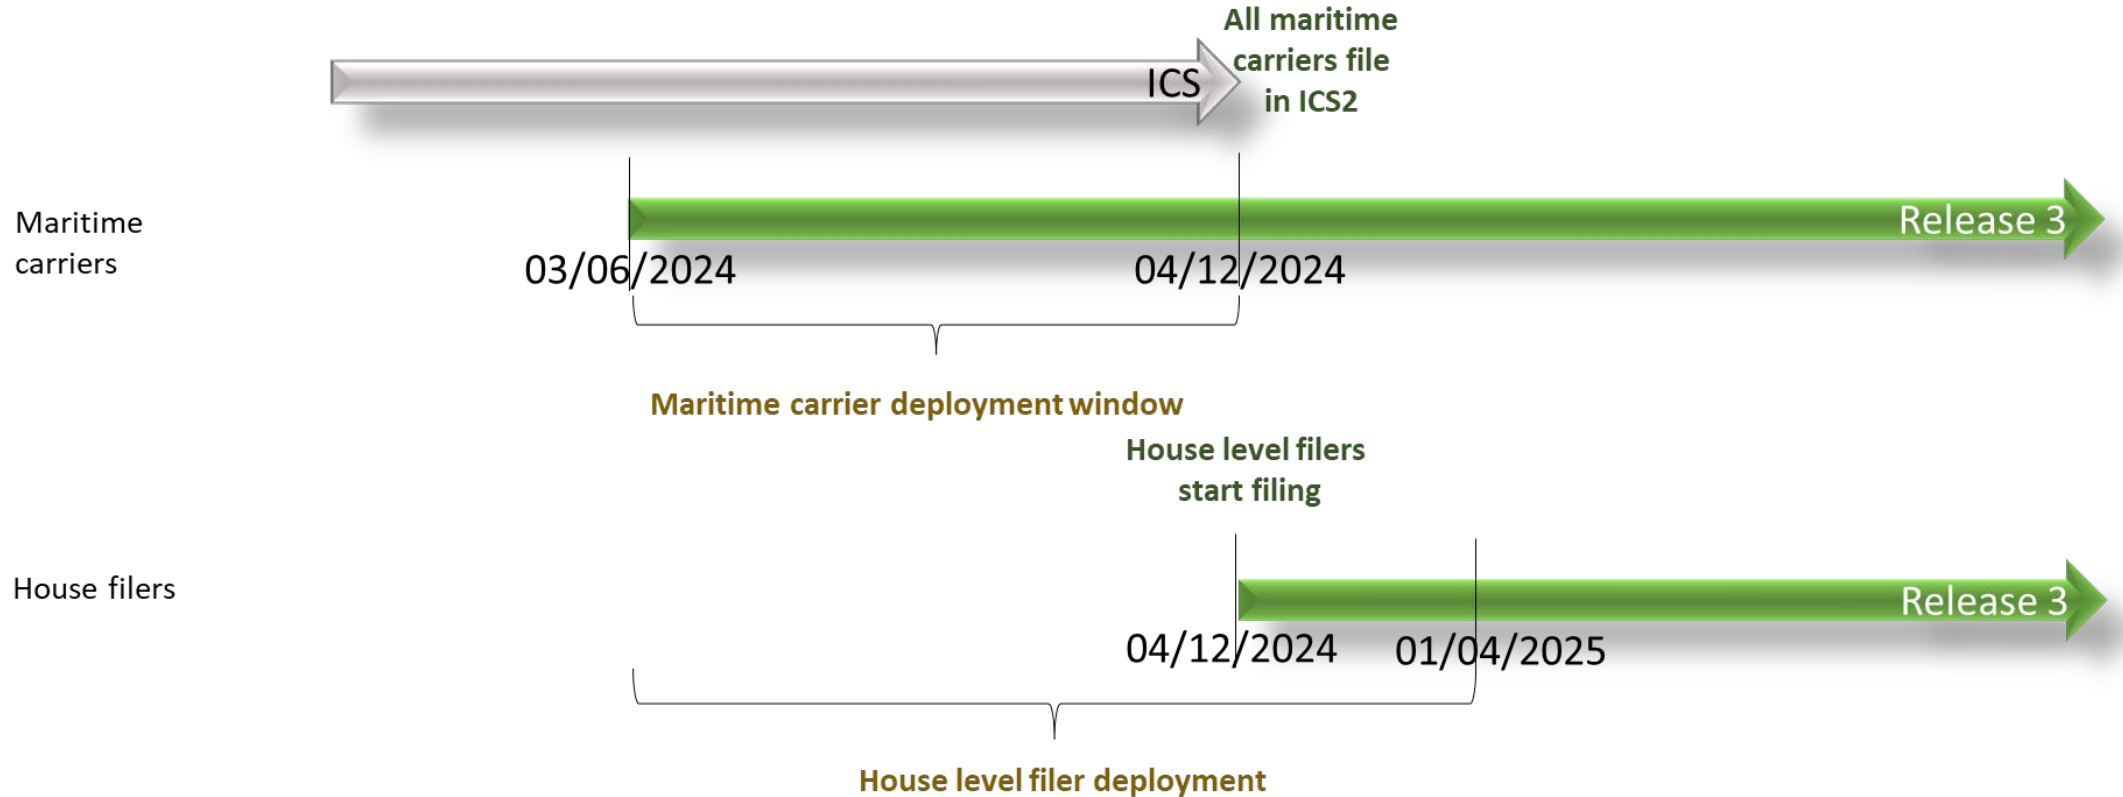 All maritime
carriers file
in ICS2
ICS
Maritime
carriers
Release 3
03/06/2024
04/12/2024
Maritime carrier deployment window
House level filers
start filing
House filers
Release 3
04/12/2024
01/04/2025
House level filer deployment